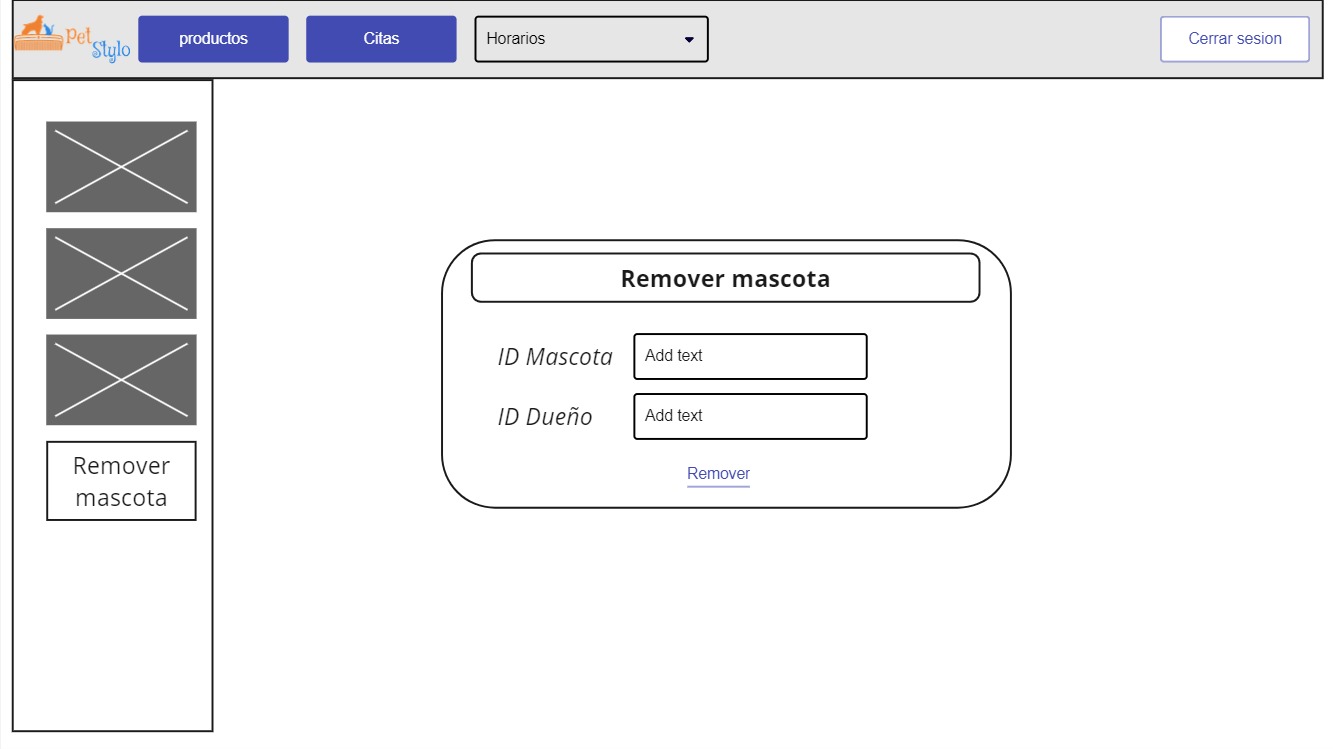 pet
Stylo
productos
Citas
Horarios
Cerrar sesion
Remover
mascota
Remover mascota
ID Mascota
Add text
ID Dueño
Add text
Remover